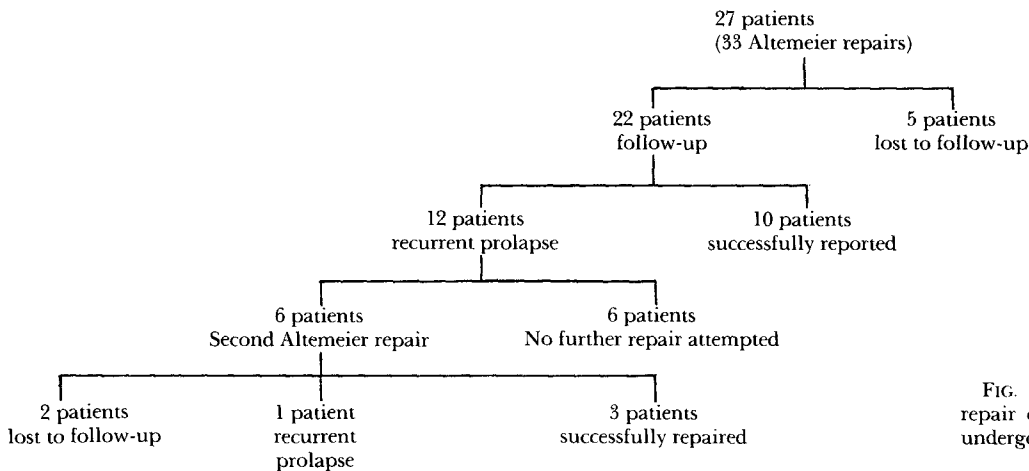 27 patients
(33 Altemeier repairs)
22 patients
follow-up
5 patients
lost to follow-up
12 patients
recurrent prolapse
10 patients
successfully reported
6 patients
Second Altemeier repair
6 patients
No further repair attempted
2 patients
lost to follow-up
1 patient
recurrent
prolapse
3 patients
successfully repaired
FIG.
repair
underge